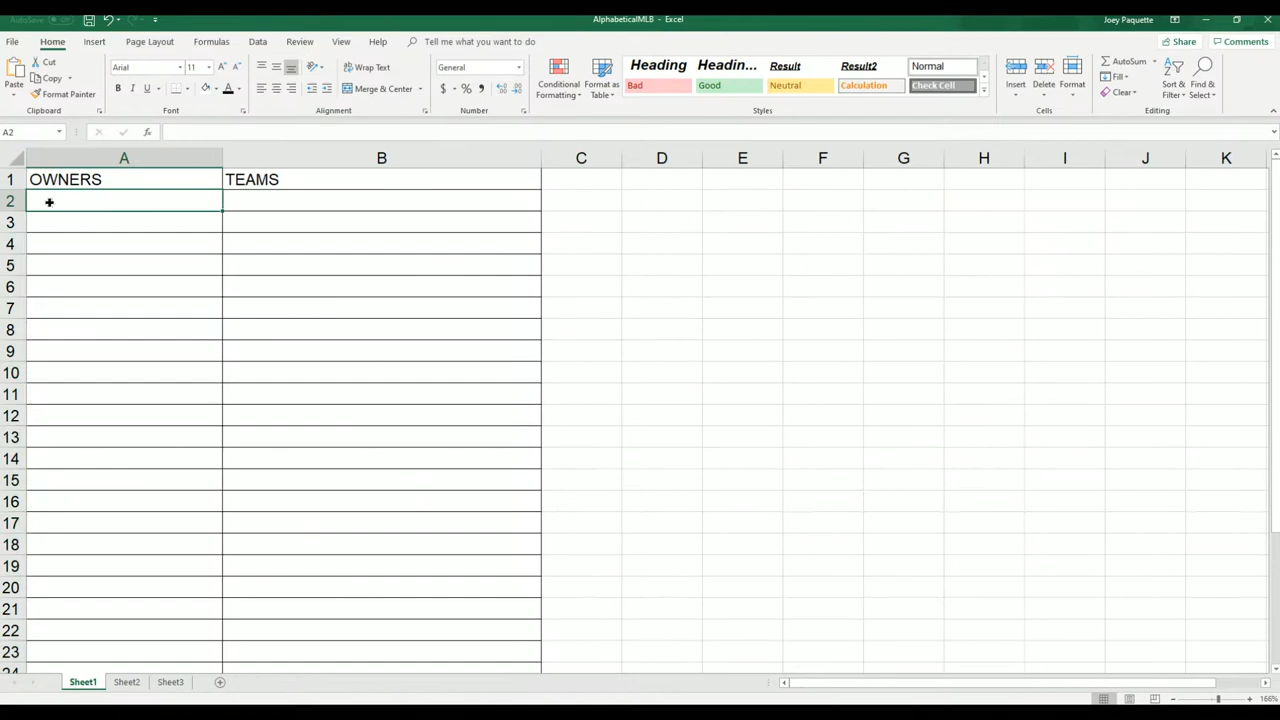 AutoSave Off
AlphabeticalMLB - Excel
Joey Paquette
File Home Insert Page Layout Formulas Data Review View Help Tell me what you want to do
Share Comments
Paste
Cut
Copy
Format Painter
Clipboard
Arial 11
B I U
Font
Wrap Text
Merge & Center
Alignment
General
$ % ,
Number
Conditional Formatting
Format as Table
Heading Headin... Result Result2 Normal
Bad Good Neutral Calculation Check Cell
Styles
Insert Delete Format
Cells
AutoSum
Fill
Clear
Sort & Filter
Find & Select
Editing
A2 fx
A B C D E F G H I J K
1 OWNERS TEAMS
2
3
4
5
6
7
8
9
10
11
12
13
14
15
16
17
18
19
20
21
22
23
24
Sheet1 Sheet2 Sheet3
166%